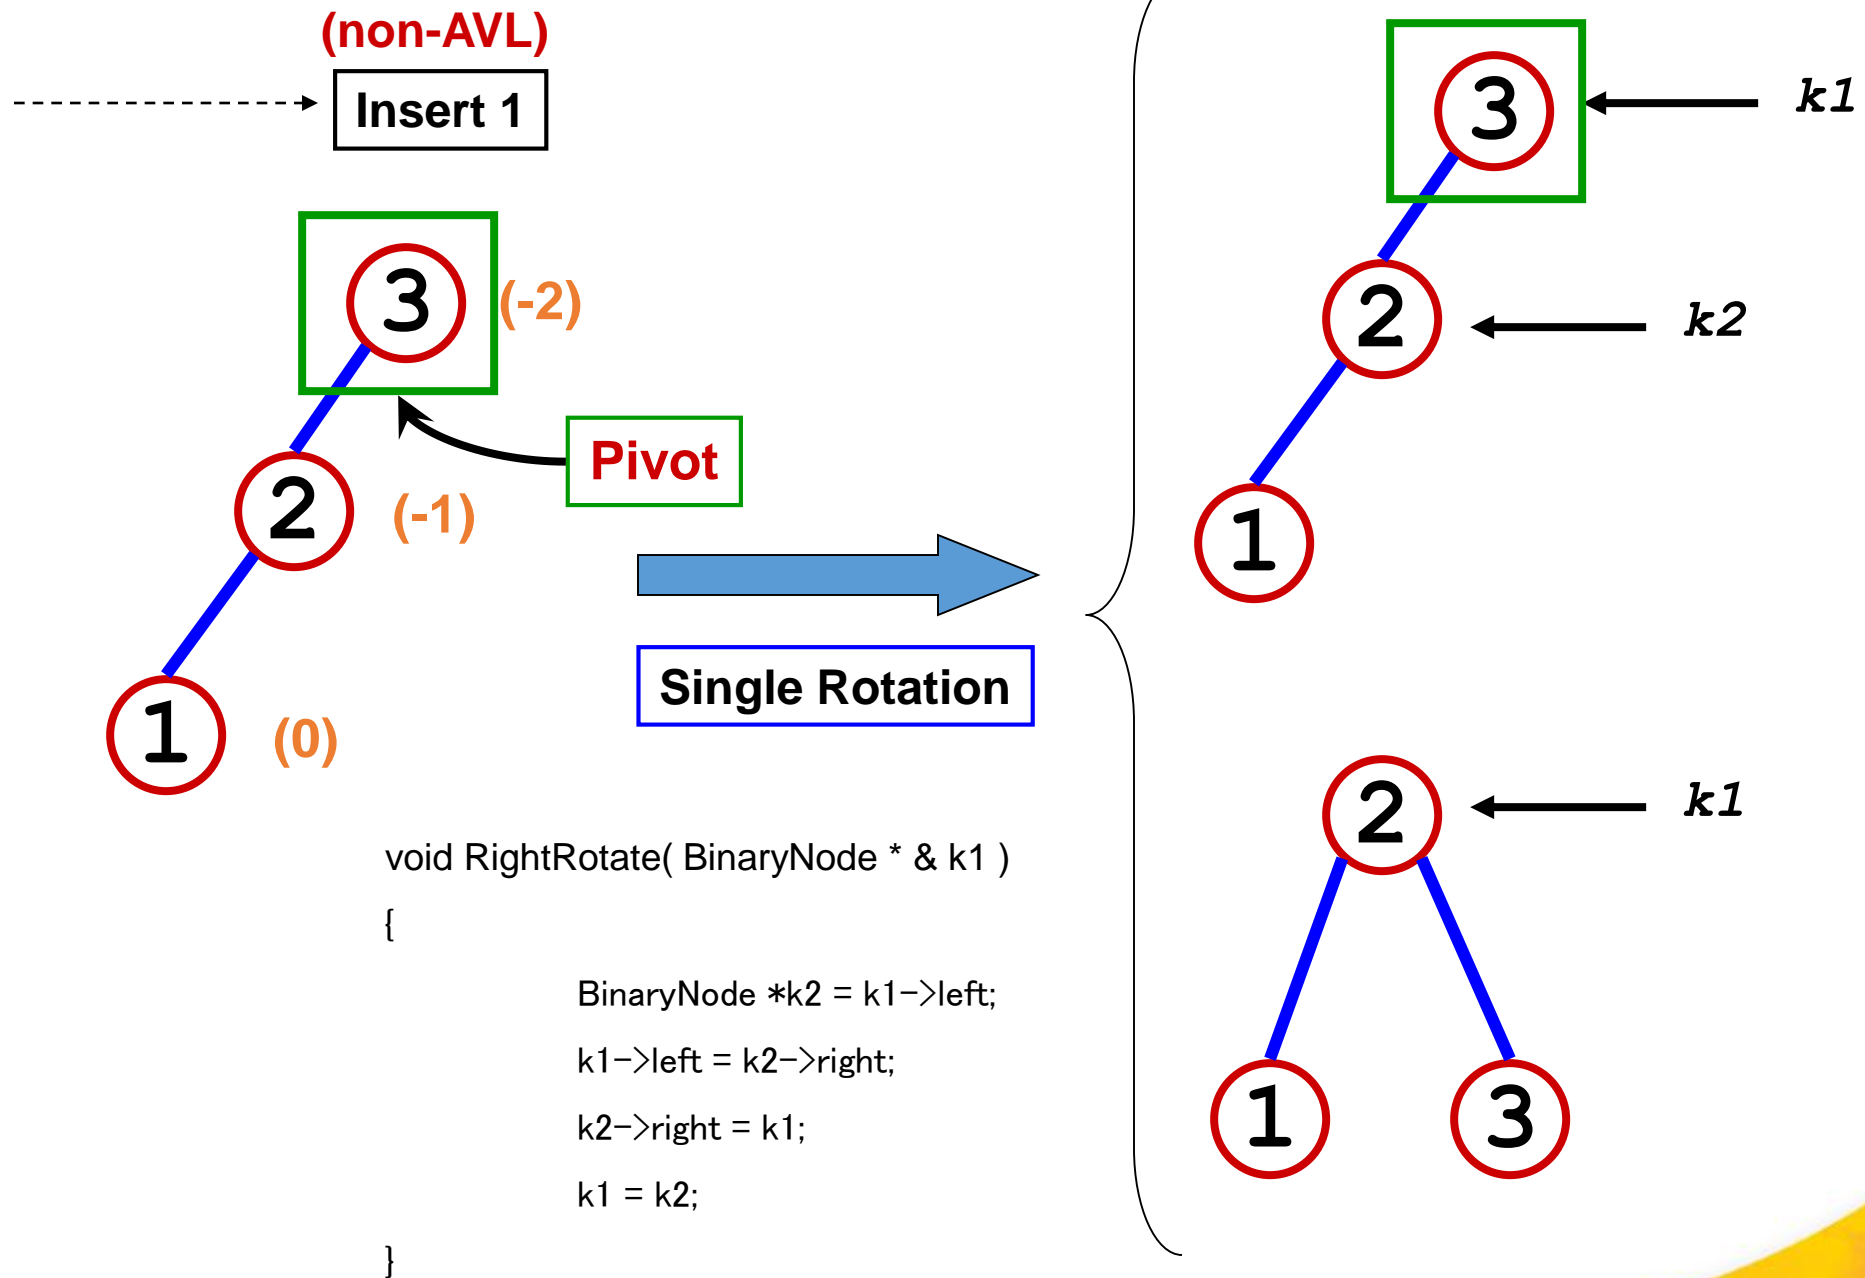 (non-AVL)
Insert 1
3
(-2)
Pivot
2
(-1)
1
(0)
Single Rotation
3
k1
2
k2
1
2
k1
1
3
void RightRotate( BinaryNode * & k1 )
{
BinaryNode *k2 = k1->left;
k1->left = k2->right;
k2->right = k1;
k1 = k2;
}